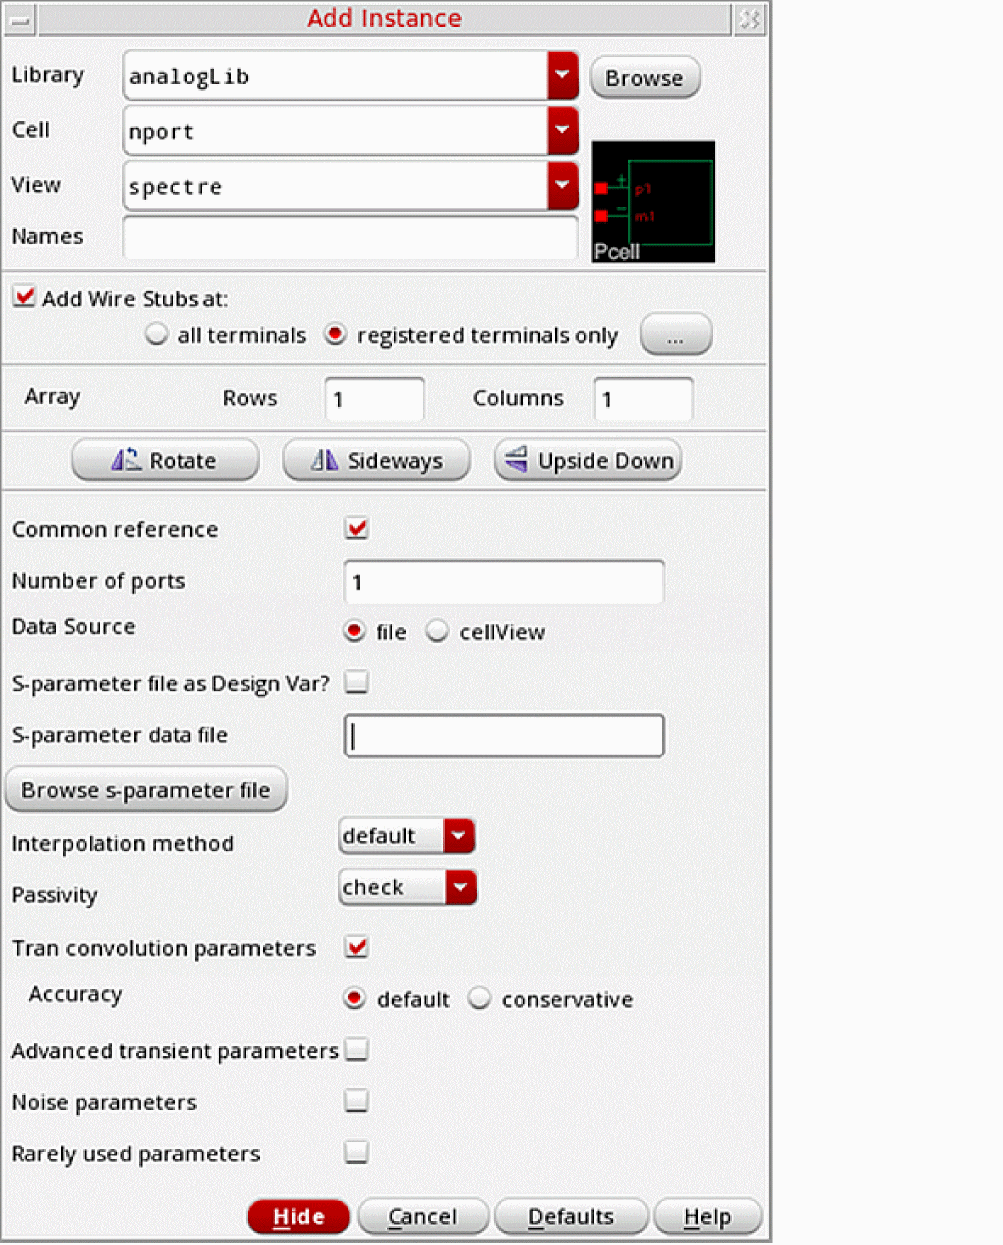 Add Instance
Library analogLib Browse
Cell nport
View spectre
+ p1
− m1
Names
Pcell
Add Wire Stubs at:
all terminals registered terminals only ...
Array Rows 1 Columns 1
Rotate Sideways Upside Down
Common reference
Number of ports 1
Data Source file cellView
S-parameter file as Design Var?
S-parameter data file
Browse s-parameter file
Interpolation method default
Passivity check
Tran convolution parameters
Accuracy default conservative
Advanced transient parameters
Noise parameters
Rarely used parameters
Hide Cancel Defaults Help